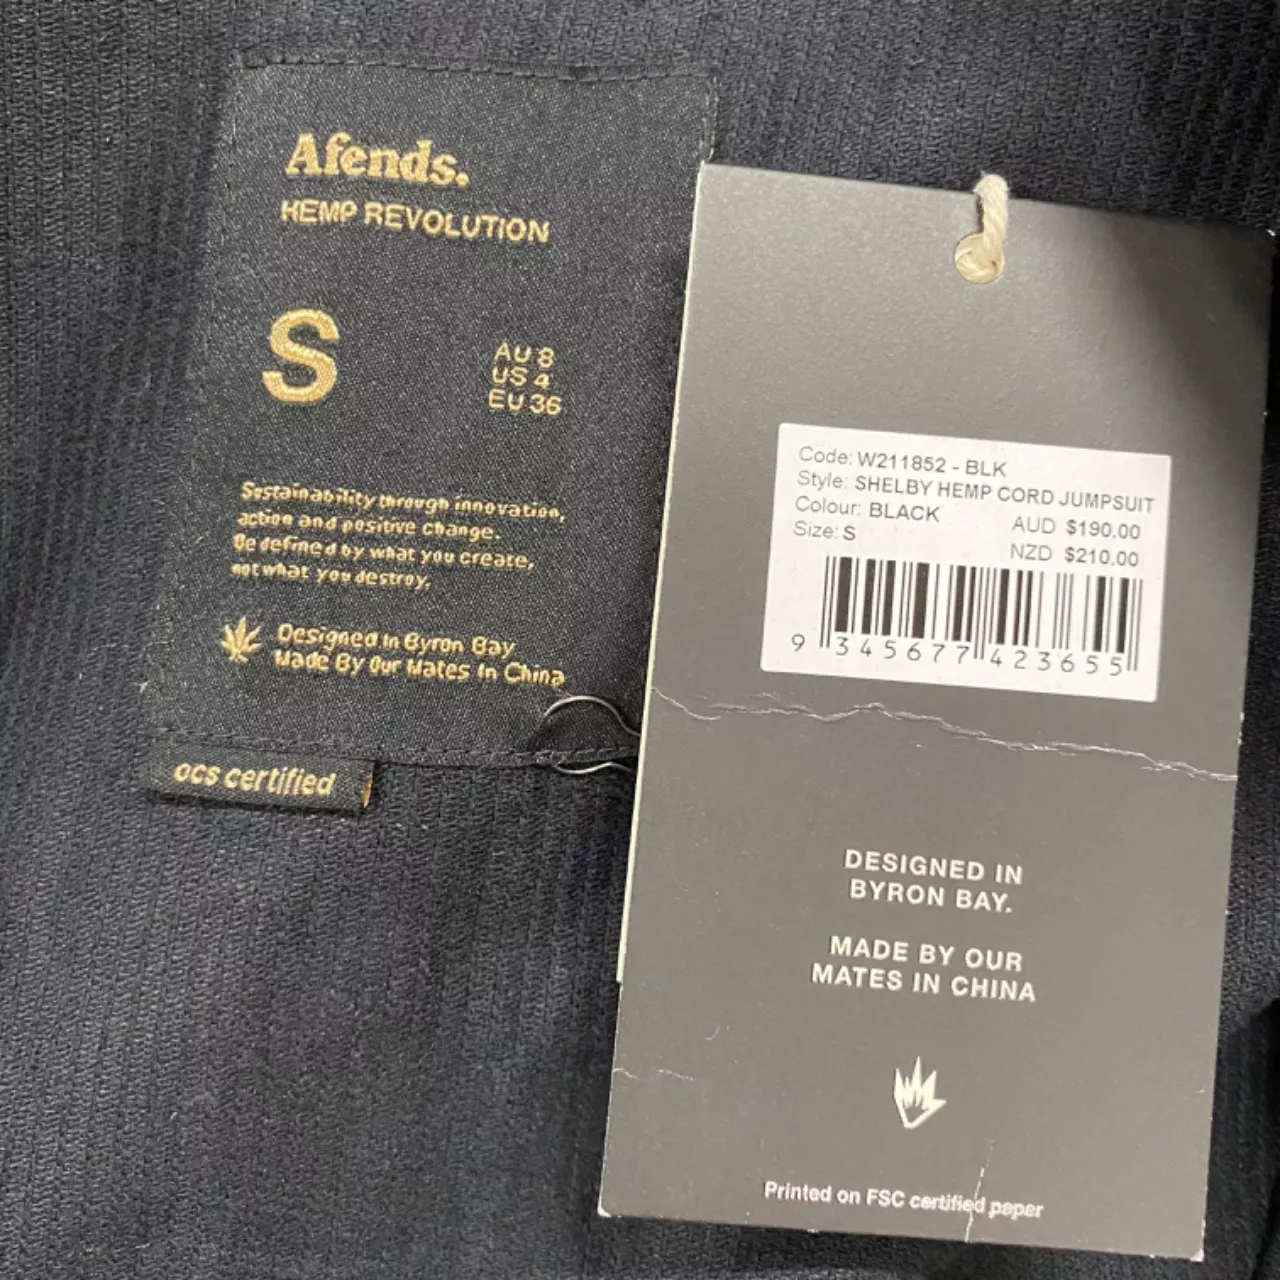 Afends.
HEMP REVOLUTION
S
AU 8
US 4
EU 36
Sustainability through innovation,
action and positive change.
Be defined by what you create,
not what you destroy.
Designed In Byron Bay
Made By Our Mates In China
ocs certified
Code: W211852 - BLK
Style: SHELBY HEMP CORD JUMPSUIT
Colour: BLACK
AUD $190.00
Size: S
NZD $210.00
9 345677 423655
DESIGNED IN
BYRON BAY.
MADE BY OUR
MATES IN CHINA
Printed on FSC certified paper